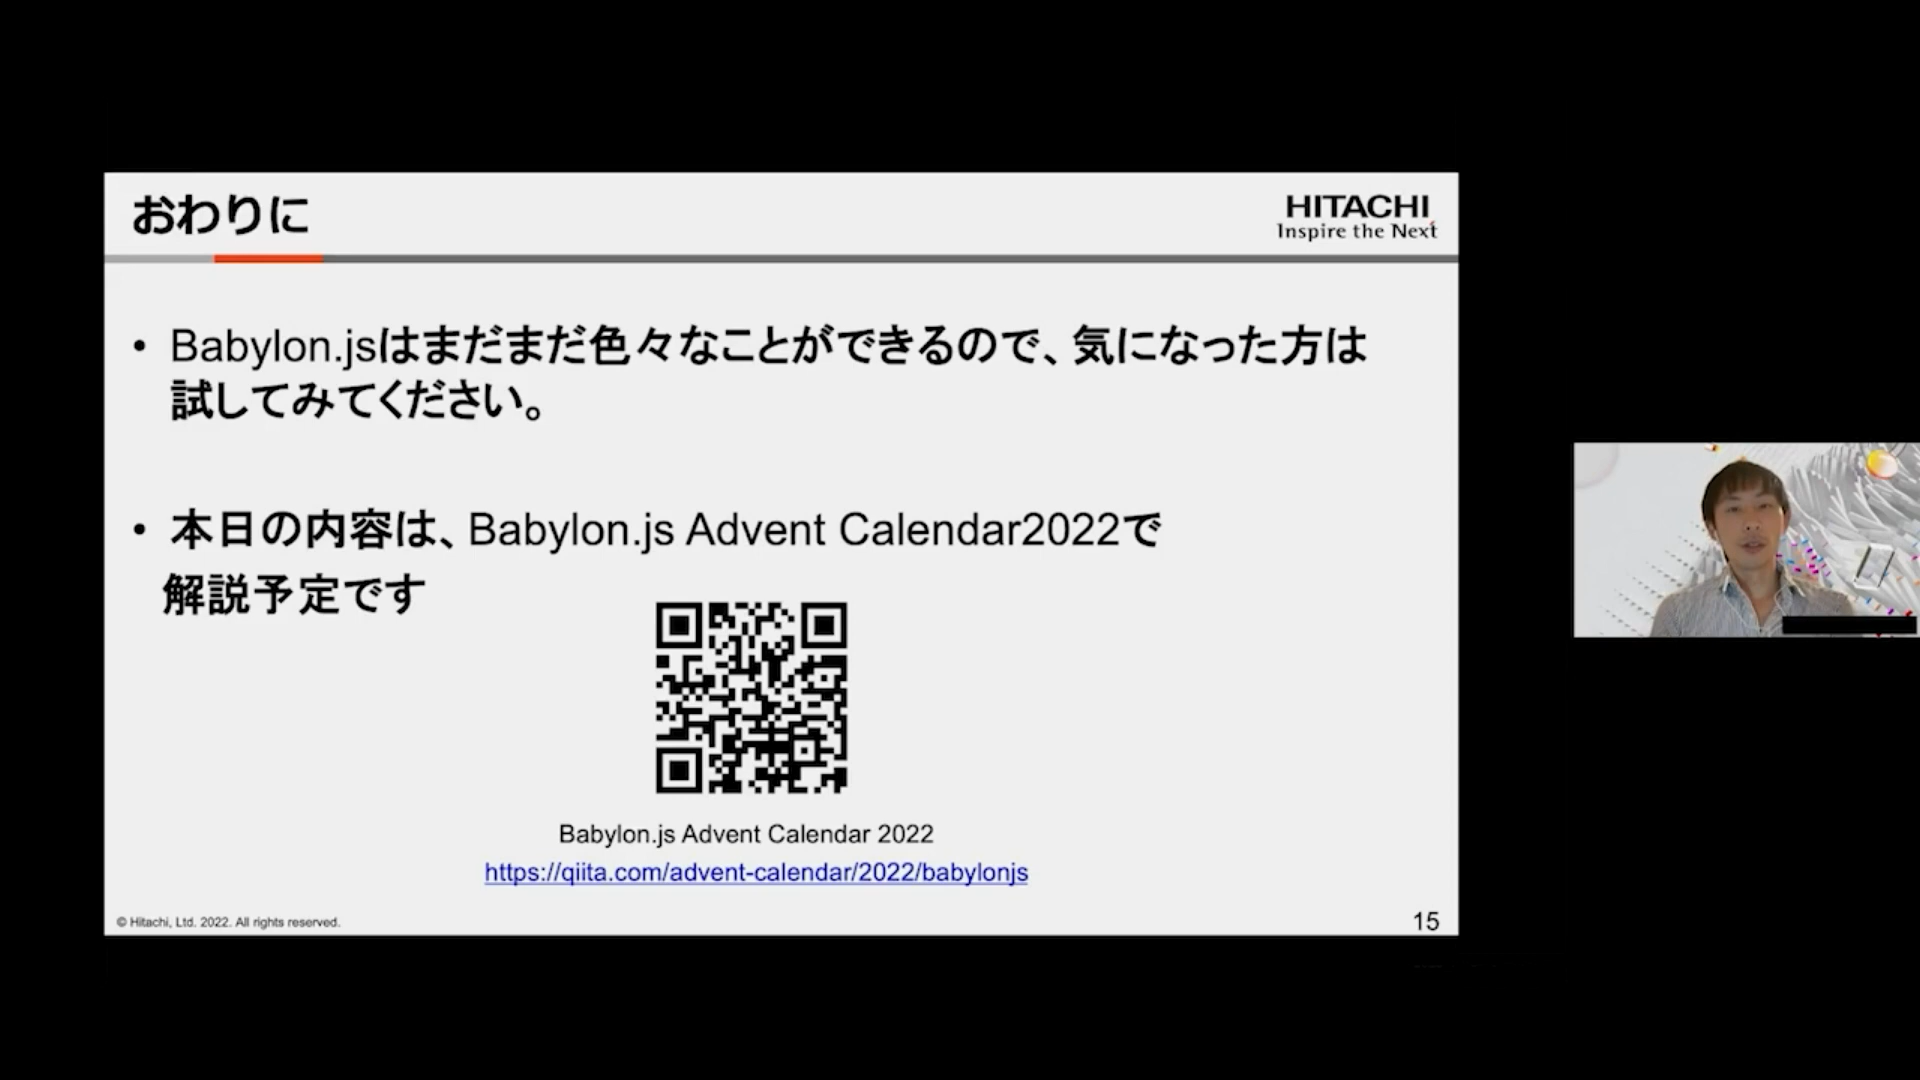 おわりに
HITACHI
Inspire the Next
• Babylon.jsはまだまだ色々なことができるので、気になった方は
試してみてください。
• 本日の内容は、Babylon.js Advent Calendar2022で
解説予定です
Babylon.js Advent Calendar 2022
https://qiita.com/advent-calendar/2022/babylonjs
© Hitachi, Ltd. 2022. All rights reserved.
15